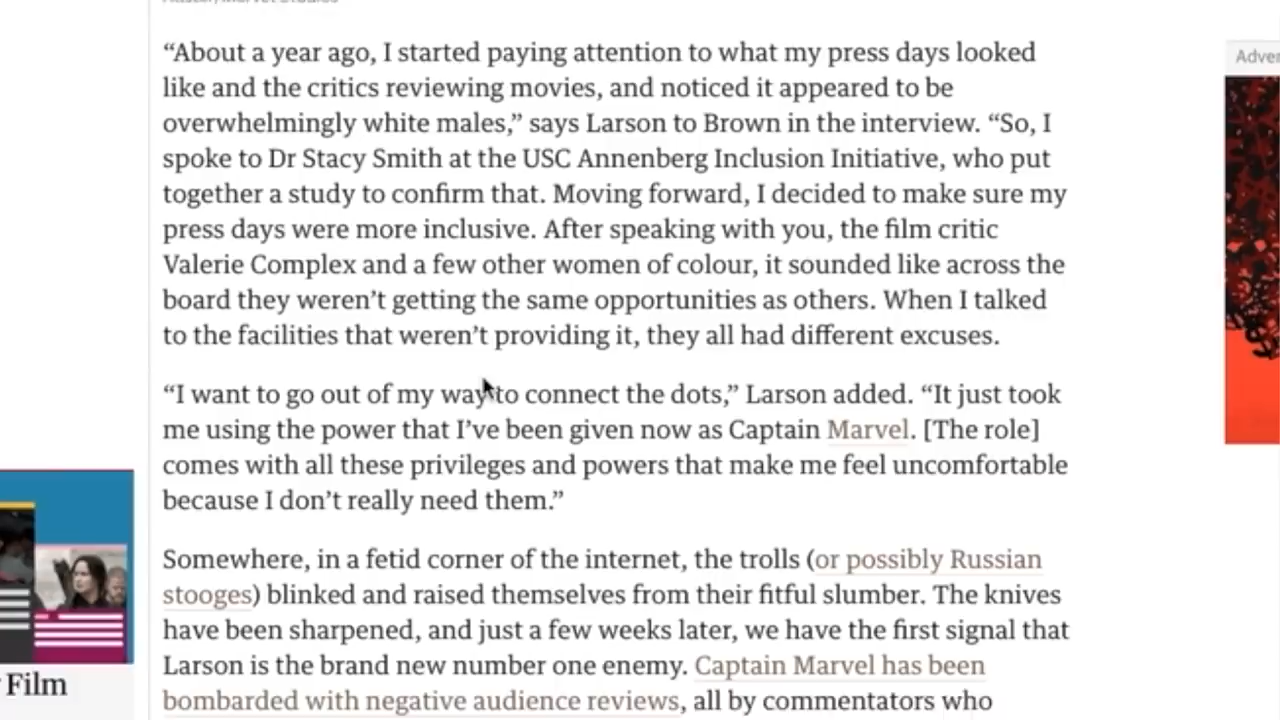 “About a year ago, I started paying attention to what my press days looked
like and the critics reviewing movies, and noticed it appeared to be
overwhelmingly white males,” says Larson to Brown in the interview. “So, I
spoke to Dr Stacy Smith at the USC Annenberg Inclusion Initiative, who put
together a study to confirm that. Moving forward, I decided to make sure my
press days were more inclusive. After speaking with you, the film critic
Valerie Complex and a few other women of colour, it sounded like across the
board they weren’t getting the same opportunities as others. When I talked
to the facilities that weren’t providing it, they all had different excuses.
“I want to go out of my way to connect the dots,” Larson added. “It just took
me using the power that I’ve been given now as Captain Marvel. [The role]
comes with all these privileges and powers that make me feel uncomfortable
because I don’t really need them.”
Somewhere, in a fetid corner of the internet, the trolls (or possibly Russian
stooges) blinked and raised themselves from their fitful slumber. The knives
have been sharpened, and just a few weeks later, we have the first signal that
Larson is the brand new number one enemy. Captain Marvel has been
bombarded with negative audience reviews, all by commentators who
Adver
Film